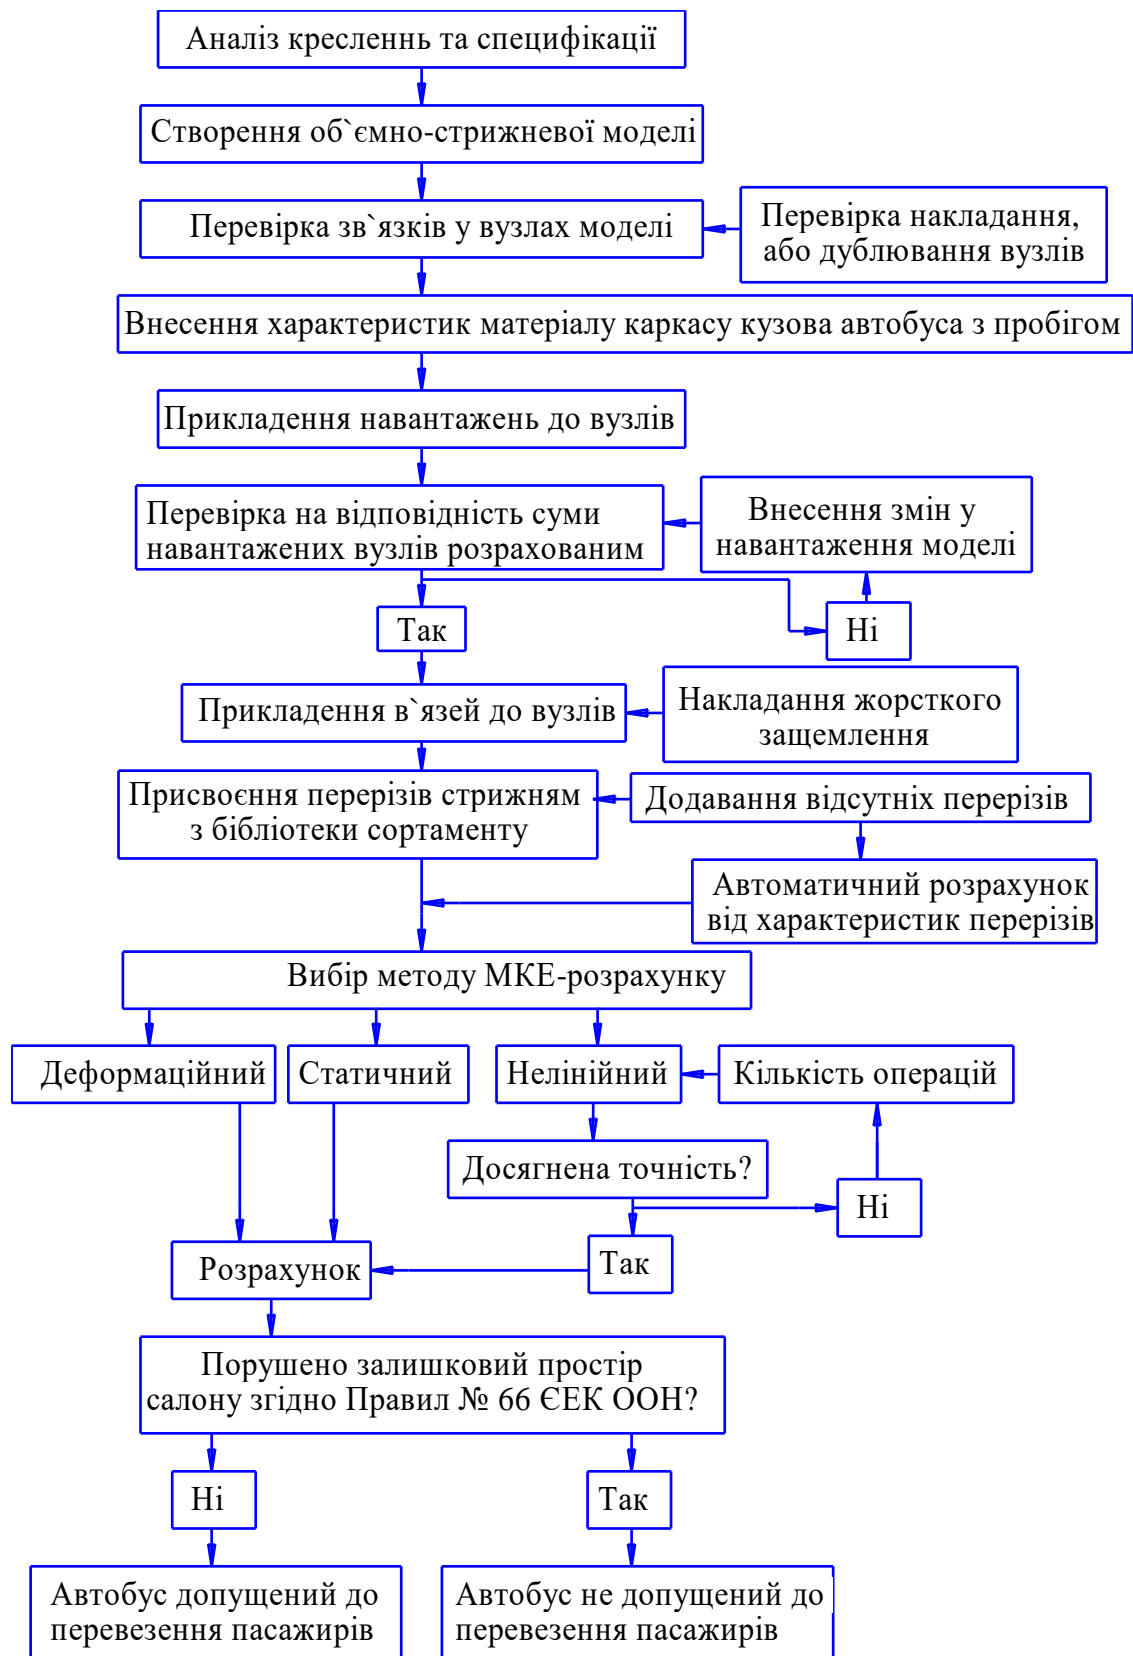 Аналіз кресленнь та специфікації
Створення об`ємно-стрижневої моделі
Перевірка зв`язків у вузлах моделі
Перевірка накладання,
або дублювання вузлів
Внесення характеристик матеріалу каркасу кузова автобуса з пробігом
Прикладення навантажень до вузлів
Перевірка на відповідність суми
навантажених вузлів розрахованим
Внесення змін у
навантаження моделі
Так
Ні
Прикладення в`язей до вузлів
Накладання жорсткого
защемлення
Присвоєння перерізів стрижням
з бібліотеки сортаменту
Додавання відсутніх перерізів
Автоматичний розрахунок
від характеристик перерізів
Вибір методу МКЕ-розрахунку
Деформаційний
Статичний
Нелінійний
Кількість операцій
Досягнена точність?
Ні
Так
Розрахунок
Порушено залишковий простір
салону згідно Правил № 66 ЄЕК ООН?
Ні
Так
Автобус допущений до
перевезення пасажирів
Автобус не допущений до
перевезення пасажирів